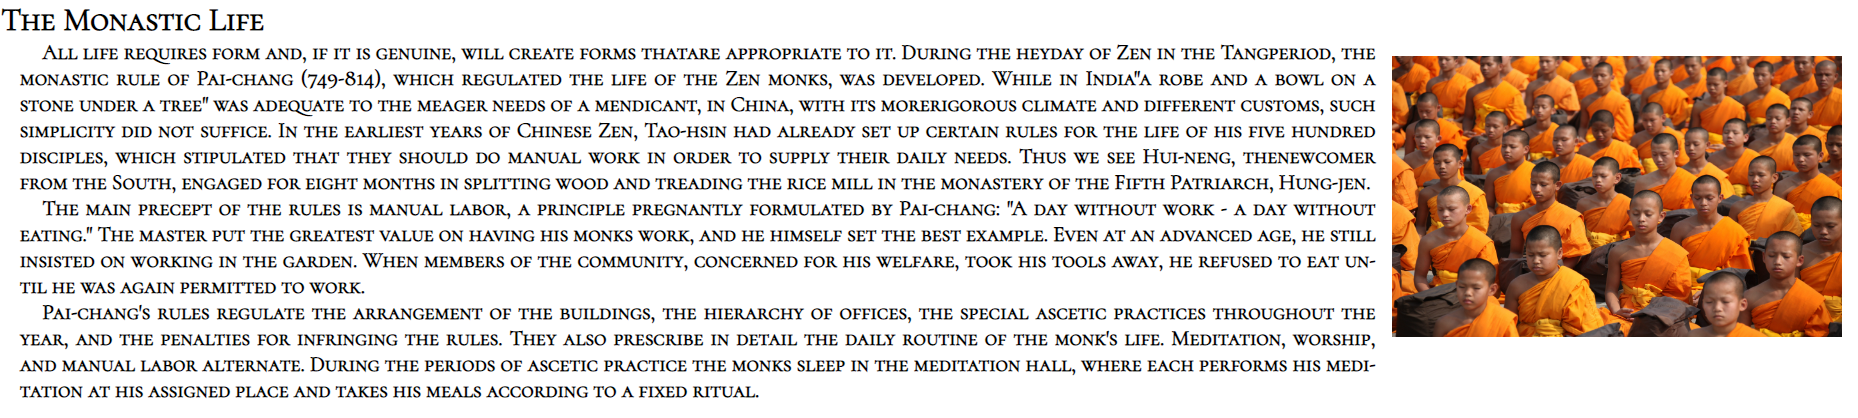 The Monastic Life
All life requires form and, if it is genuine, will create forms thatare appropriate to it. During the heyday of Zen in the Tangperiod, the
monastic rule of Pai-chang (749-814), which regulated the life of the Zen monks, was developed. While in India"a robe and a bowl on a
stone under a tree" was adequate to the meager needs of a mendicant, in China, with its morerigorous climate and different customs, such
simplicity did not suffice. In the earliest years of Chinese Zen, Tao-hsin had already set up certain rules for the life of his five hundred
disciples, which stipulated that they should do manual work in order to supply their daily needs. Thus we see Hui-neng, thenewcomer
from the South, engaged for eight months in splitting wood and treading the rice mill in the monastery of the Fifth Patriarch, Hung-jen.
The main precept of the rules is manual labor, a principle pregnantly formulated by Pai-chang: "A day without work - a day without
eating." The master put the greatest value on having his monks work, and he himself set the best example. Even at an advanced age, he still
insisted on working in the garden. When members of the community, concerned for his welfare, took his tools away, he refused to eat un-
til he was again permitted to work.
Pai-chang's rules regulate the arrangement of the buildings, the hierarchy of offices, the special ascetic practices throughout the
year, and the penalties for infringing the rules. They also prescribe in detail the daily routine of the monk's life. Meditation, worship,
and manual labor alternate. During the periods of ascetic practice the monks sleep in the meditation hall, where each performs his medi-
tation at his assigned place and takes his meals according to a fixed ritual.